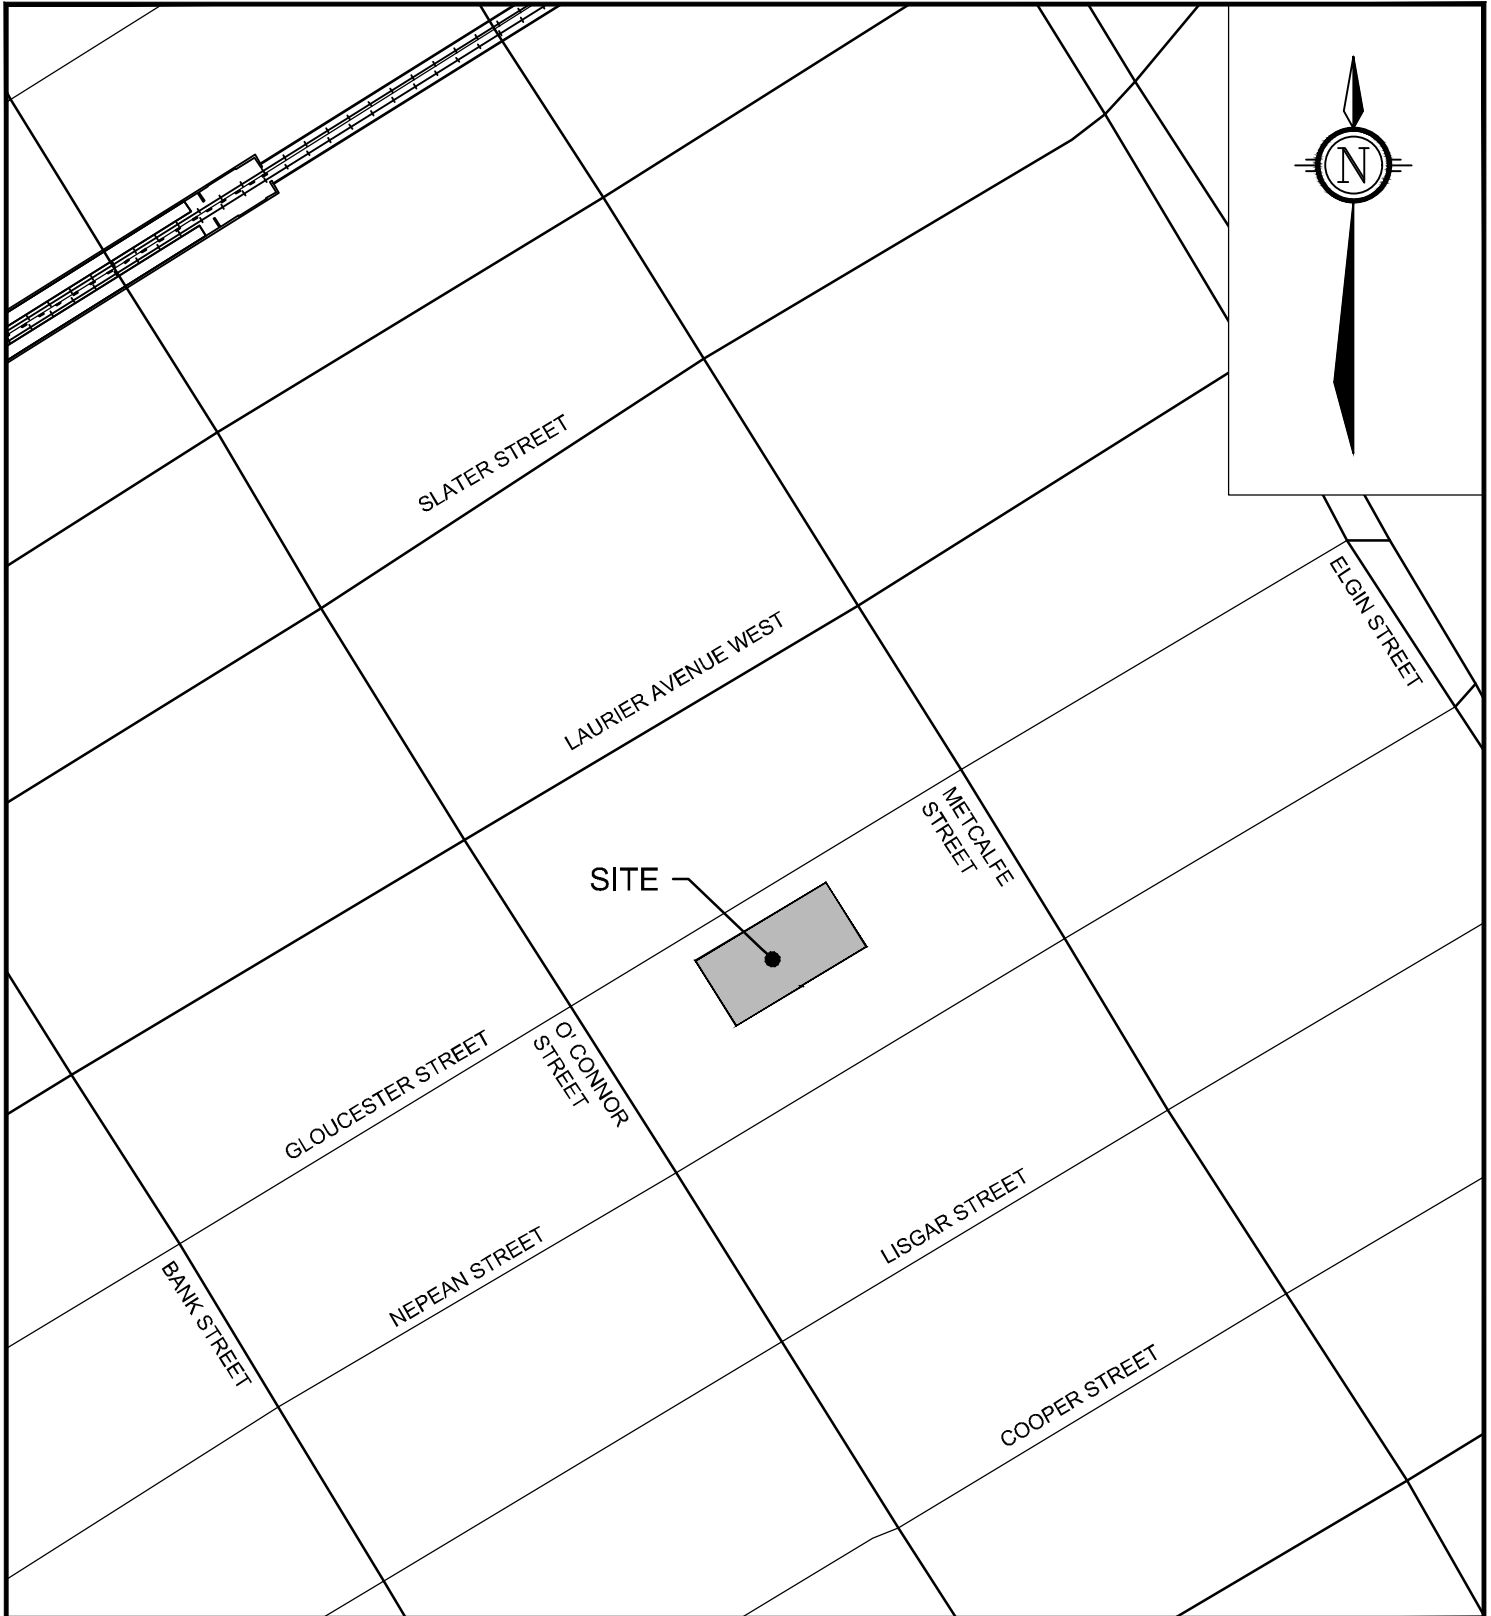 N
SLATER STREET
ELGIN STREET
LAURIER AVENUE WEST
METCALFE
STREET
SITE
O' CONNOR
STREET
GLOUCESTER STREET
LISGAR STREET
NEPEAN STREET
BANK STREET
COOPER STREET